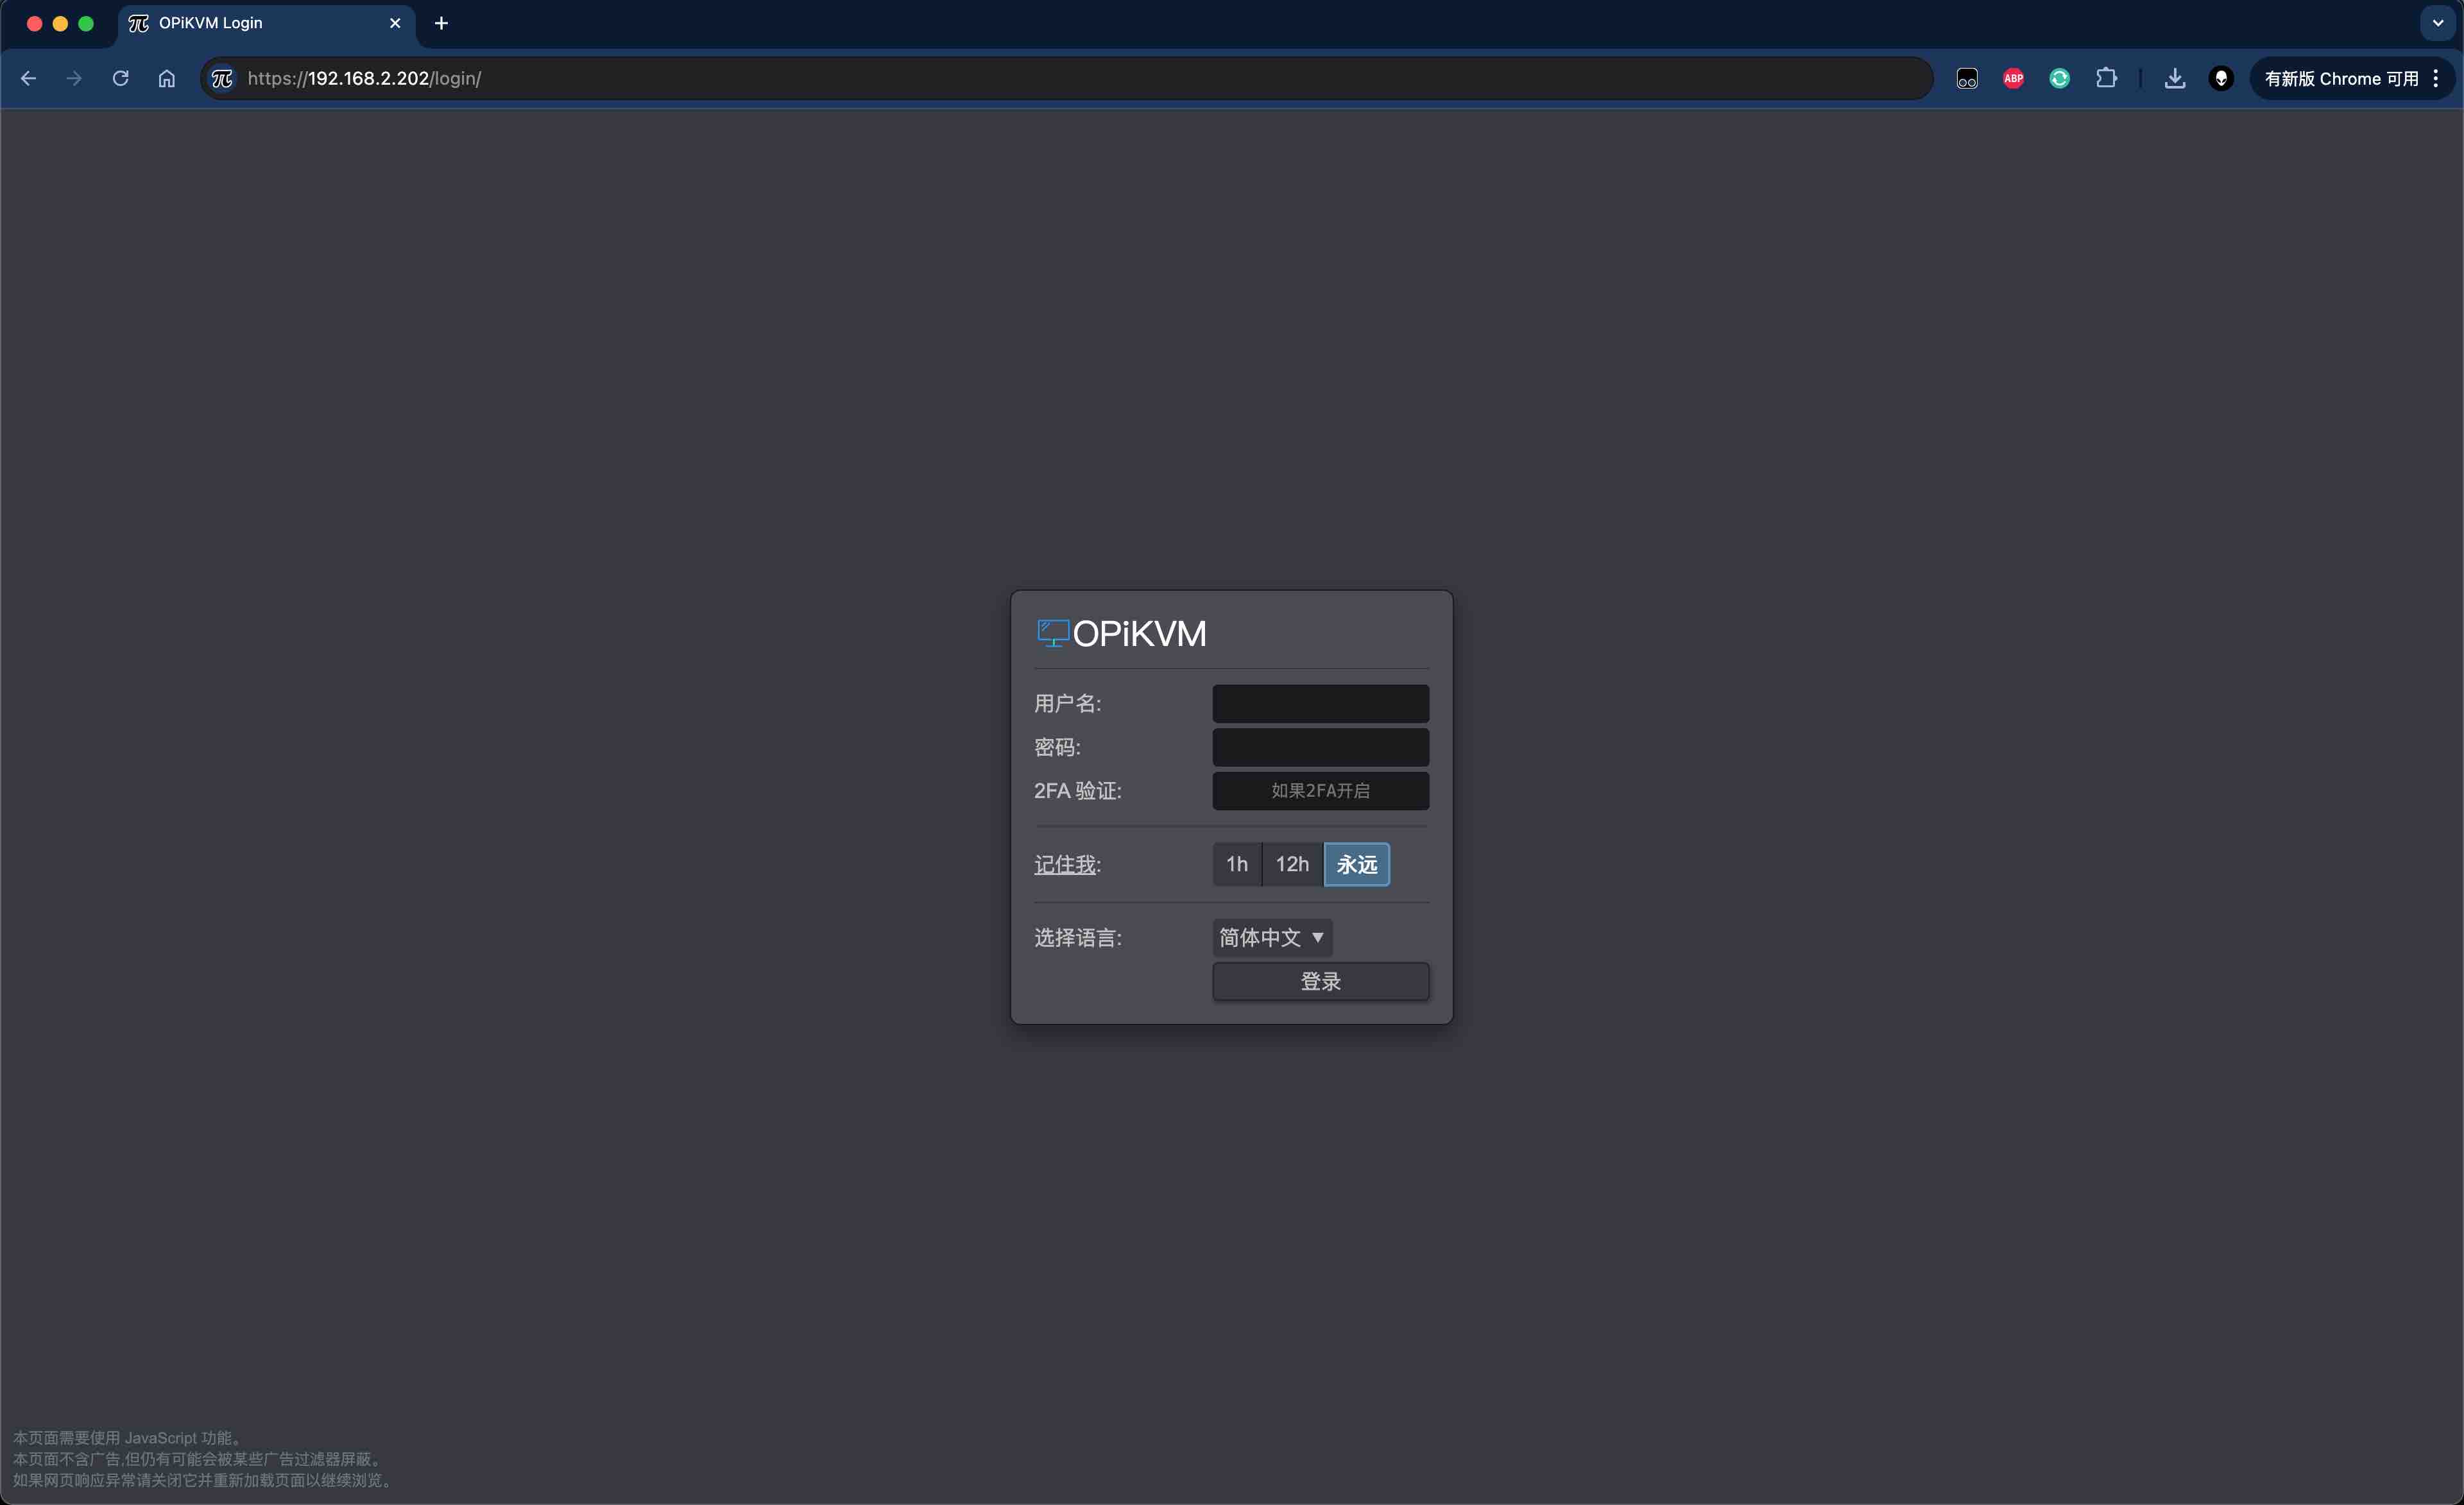 OPiKVM Login
https://192.168.2.202/login/
ABP
有新版 Chrome 可用
OPiKVM
用户名:
密码:
2FA 验证: 如果2FA开启
记住我: 1h 12h 永远
选择语言: 简体中文 ▼
登录
本页面需要使用 JavaScript 功能。
本页面不含广告,但仍有可能会被某些广告过滤器屏蔽。
如果网页响应异常请关闭它并重新加载页面以继续浏览。